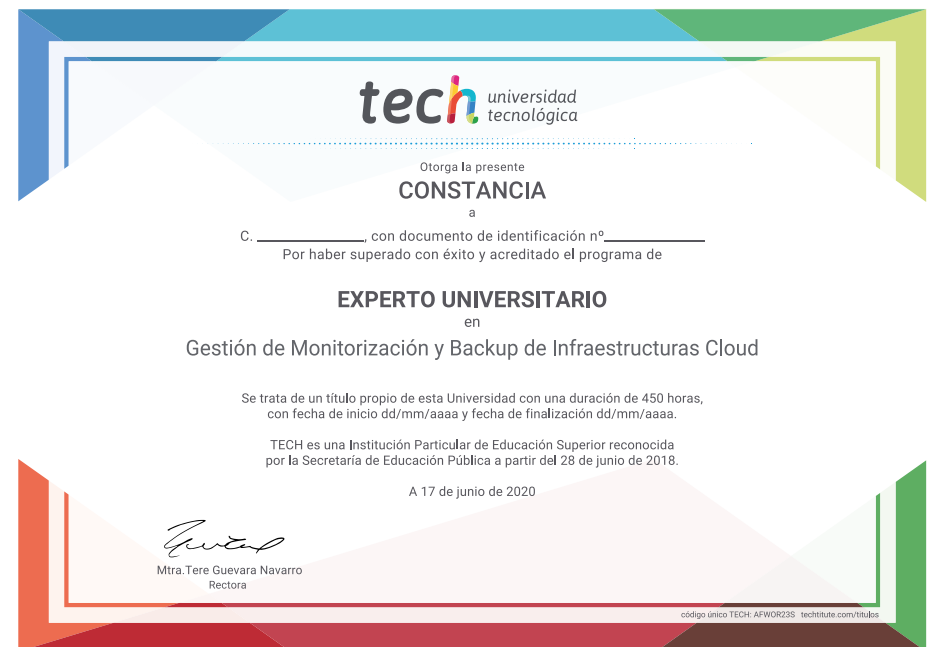 tech universidad
tecnológica
Otorga la presente
CONSTANCIA
a
C. ______________, con documento de identificación nº_____________
Por haber superado con éxito y acreditado el programa de
EXPERTO UNIVERSITARIO
en
Gestión de Monitorización y Backup de Infraestructuras Cloud
Se trata de un título propio de esta Universidad con una duración de 450 horas,
con fecha de inicio dd/mm/aaaa y fecha de finalización dd/mm/aaaa.
TECH es una Institución Particular de Educación Superior reconocida
por la Secretaría de Educación Pública a partir del 28 de junio de 2018.
A 17 de junio de 2020
Mtra.Tere Guevara Navarro
Rectora
código único TECH: AFWOR23S techtitute.com/titulos